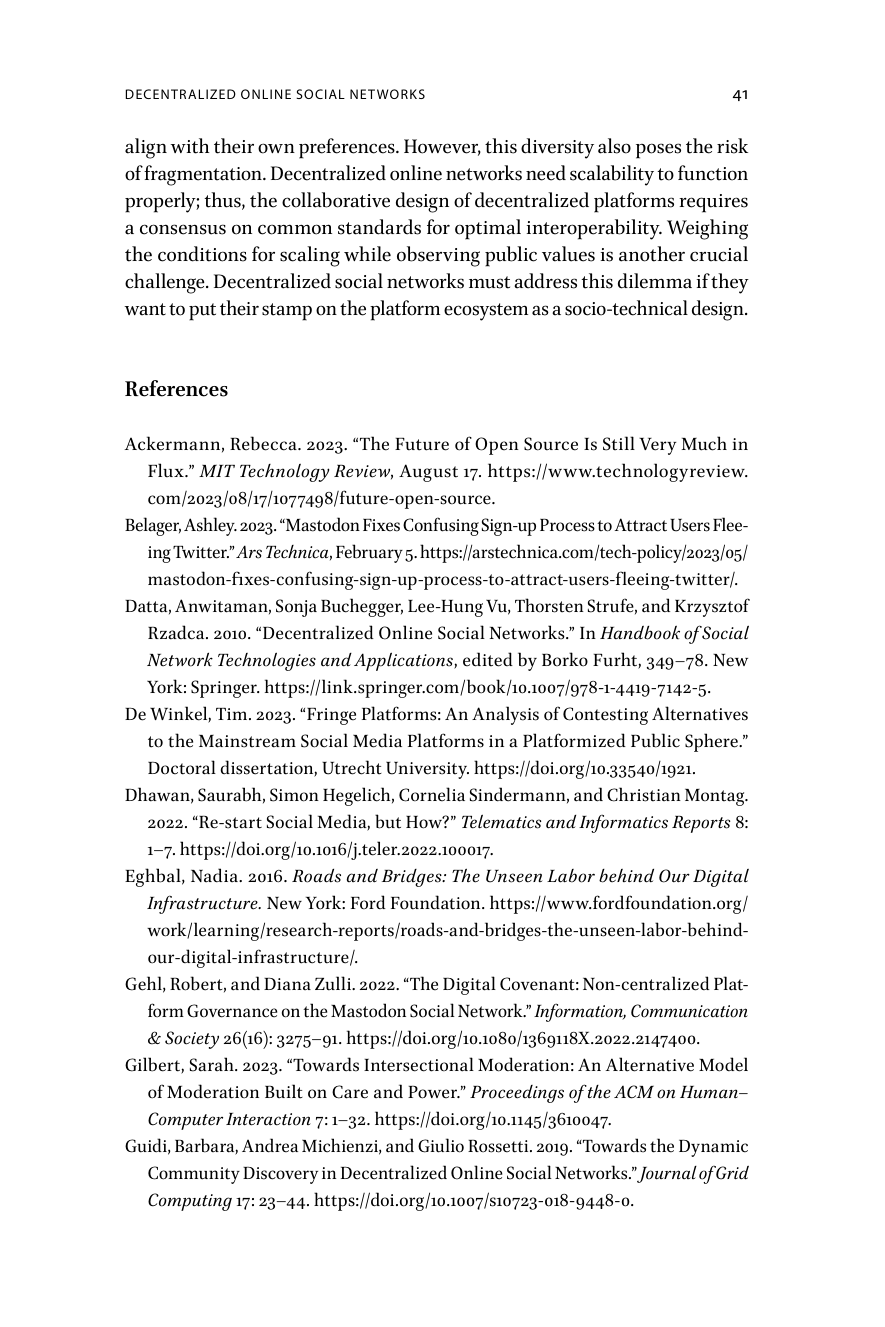 DECENTRALIZED ONLINE SOCIAL NETWORKS 41
align with their own preferences. However, this diversity also poses the risk
of fragmentation. Decentralized online networks need scalability to function
properly; thus, the collaborative design of decentralized platforms requires
a consensus on common standards for optimal interoperability. Weighing
the conditions for scaling while observing public values is another crucial
challenge. Decentralized social networks must address this dilemma if they
want to put their stamp on the platform ecosystem as a socio-technical design.
References
Ackermann, Rebecca. 2023. “The Future of Open Source Is Still Very Much in
Flux.” MIT Technology Review, August 17. https://www.technologyreview.
com/2023/08/17/1077498/future-open-source.
Belager, Ashley. 2023. “Mastodon Fixes Confusing Sign-up Process to Attract Users Flee-
ing Twitter.” Ars Technica, February 5. https://arstechnica.com/tech-policy/2023/05/
mastodon-fixes-confusing-sign-up-process-to-attract-users-fleeing-twitter/.
Datta, Anwitaman, Sonja Buchegger, Lee-Hung Vu, Thorsten Strufe, and Krzysztof
Rzadca. 2010. “Decentralized Online Social Networks.” In Handbook of Social
Network Technologies and Applications, edited by Borko Furht, 349–78. New
York: Springer. https://link.springer.com/book/10.1007/978-1-4419-7142-5.
De Winkel, Tim. 2023. “Fringe Platforms: An Analysis of Contesting Alternatives
to the Mainstream Social Media Platforms in a Platformized Public Sphere.”
Doctoral dissertation, Utrecht University. https://doi.org/10.33540/1921.
Dhawan, Saurabh, Simon Hegelich, Cornelia Sindermann, and Christian Montag.
2022. “Re-start Social Media, but How?” Telematics and Informatics Reports 8:
1–7. https://doi.org/10.1016/j.teler.2022.100017.
Eghbal, Nadia. 2016. Roads and Bridges: The Unseen Labor behind Our Digital
Infrastructure. New York: Ford Foundation. https://www.fordfoundation.org/
work/learning/research-reports/roads-and-bridges-the-unseen-labor-behind-
our-digital-infrastructure/.
Gehl, Robert, and Diana Zulli. 2022. “The Digital Covenant: Non-centralized Plat-
form Governance on the Mastodon Social Network.” Information, Communication
& Society 26(16): 3275–91. https://doi.org/10.1080/1369118X.2022.2147400.
Gilbert, Sarah. 2023. “Towards Intersectional Moderation: An Alternative Model
of Moderation Built on Care and Power.” Proceedings of the ACM on Human–
Computer Interaction 7: 1–32. https://doi.org/10.1145/3610047.
Guidi, Barbara, Andrea Michienzi, and Giulio Rossetti. 2019. “Towards the Dynamic
Community Discovery in Decentralized Online Social Networks.” Journal of Grid
Computing 17: 23–44. https://doi.org/10.1007/s10723-018-9448-0.